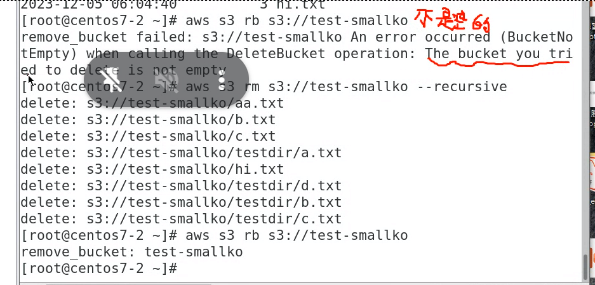 2023-12-05 06:04:40          3 hi.txt
[root@centos7-2 ~]# aws s3 rb s3://test-smallko 不是空的
remove_bucket failed: s3://test-smallko An error occurred (BucketNo
tEmpty) when calling the DeleteBucket operation: The bucket you tri
ed to delete is not empty
[root@centos7-2 ~]# aws s3 rm s3://test-smallko --recursive
delete: s3://test-smallko/aa.txt
delete: s3://test-smallko/b.txt
delete: s3://test-smallko/c.txt
delete: s3://test-smallko/testdir/a.txt
delete: s3://test-smallko/hi.txt
delete: s3://test-smallko/testdir/d.txt
delete: s3://test-smallko/testdir/b.txt
delete: s3://test-smallko/testdir/c.txt
[root@centos7-2 ~]# aws s3 rb s3://test-smallko
remove_bucket: test-smallko
[root@centos7-2 ~]#